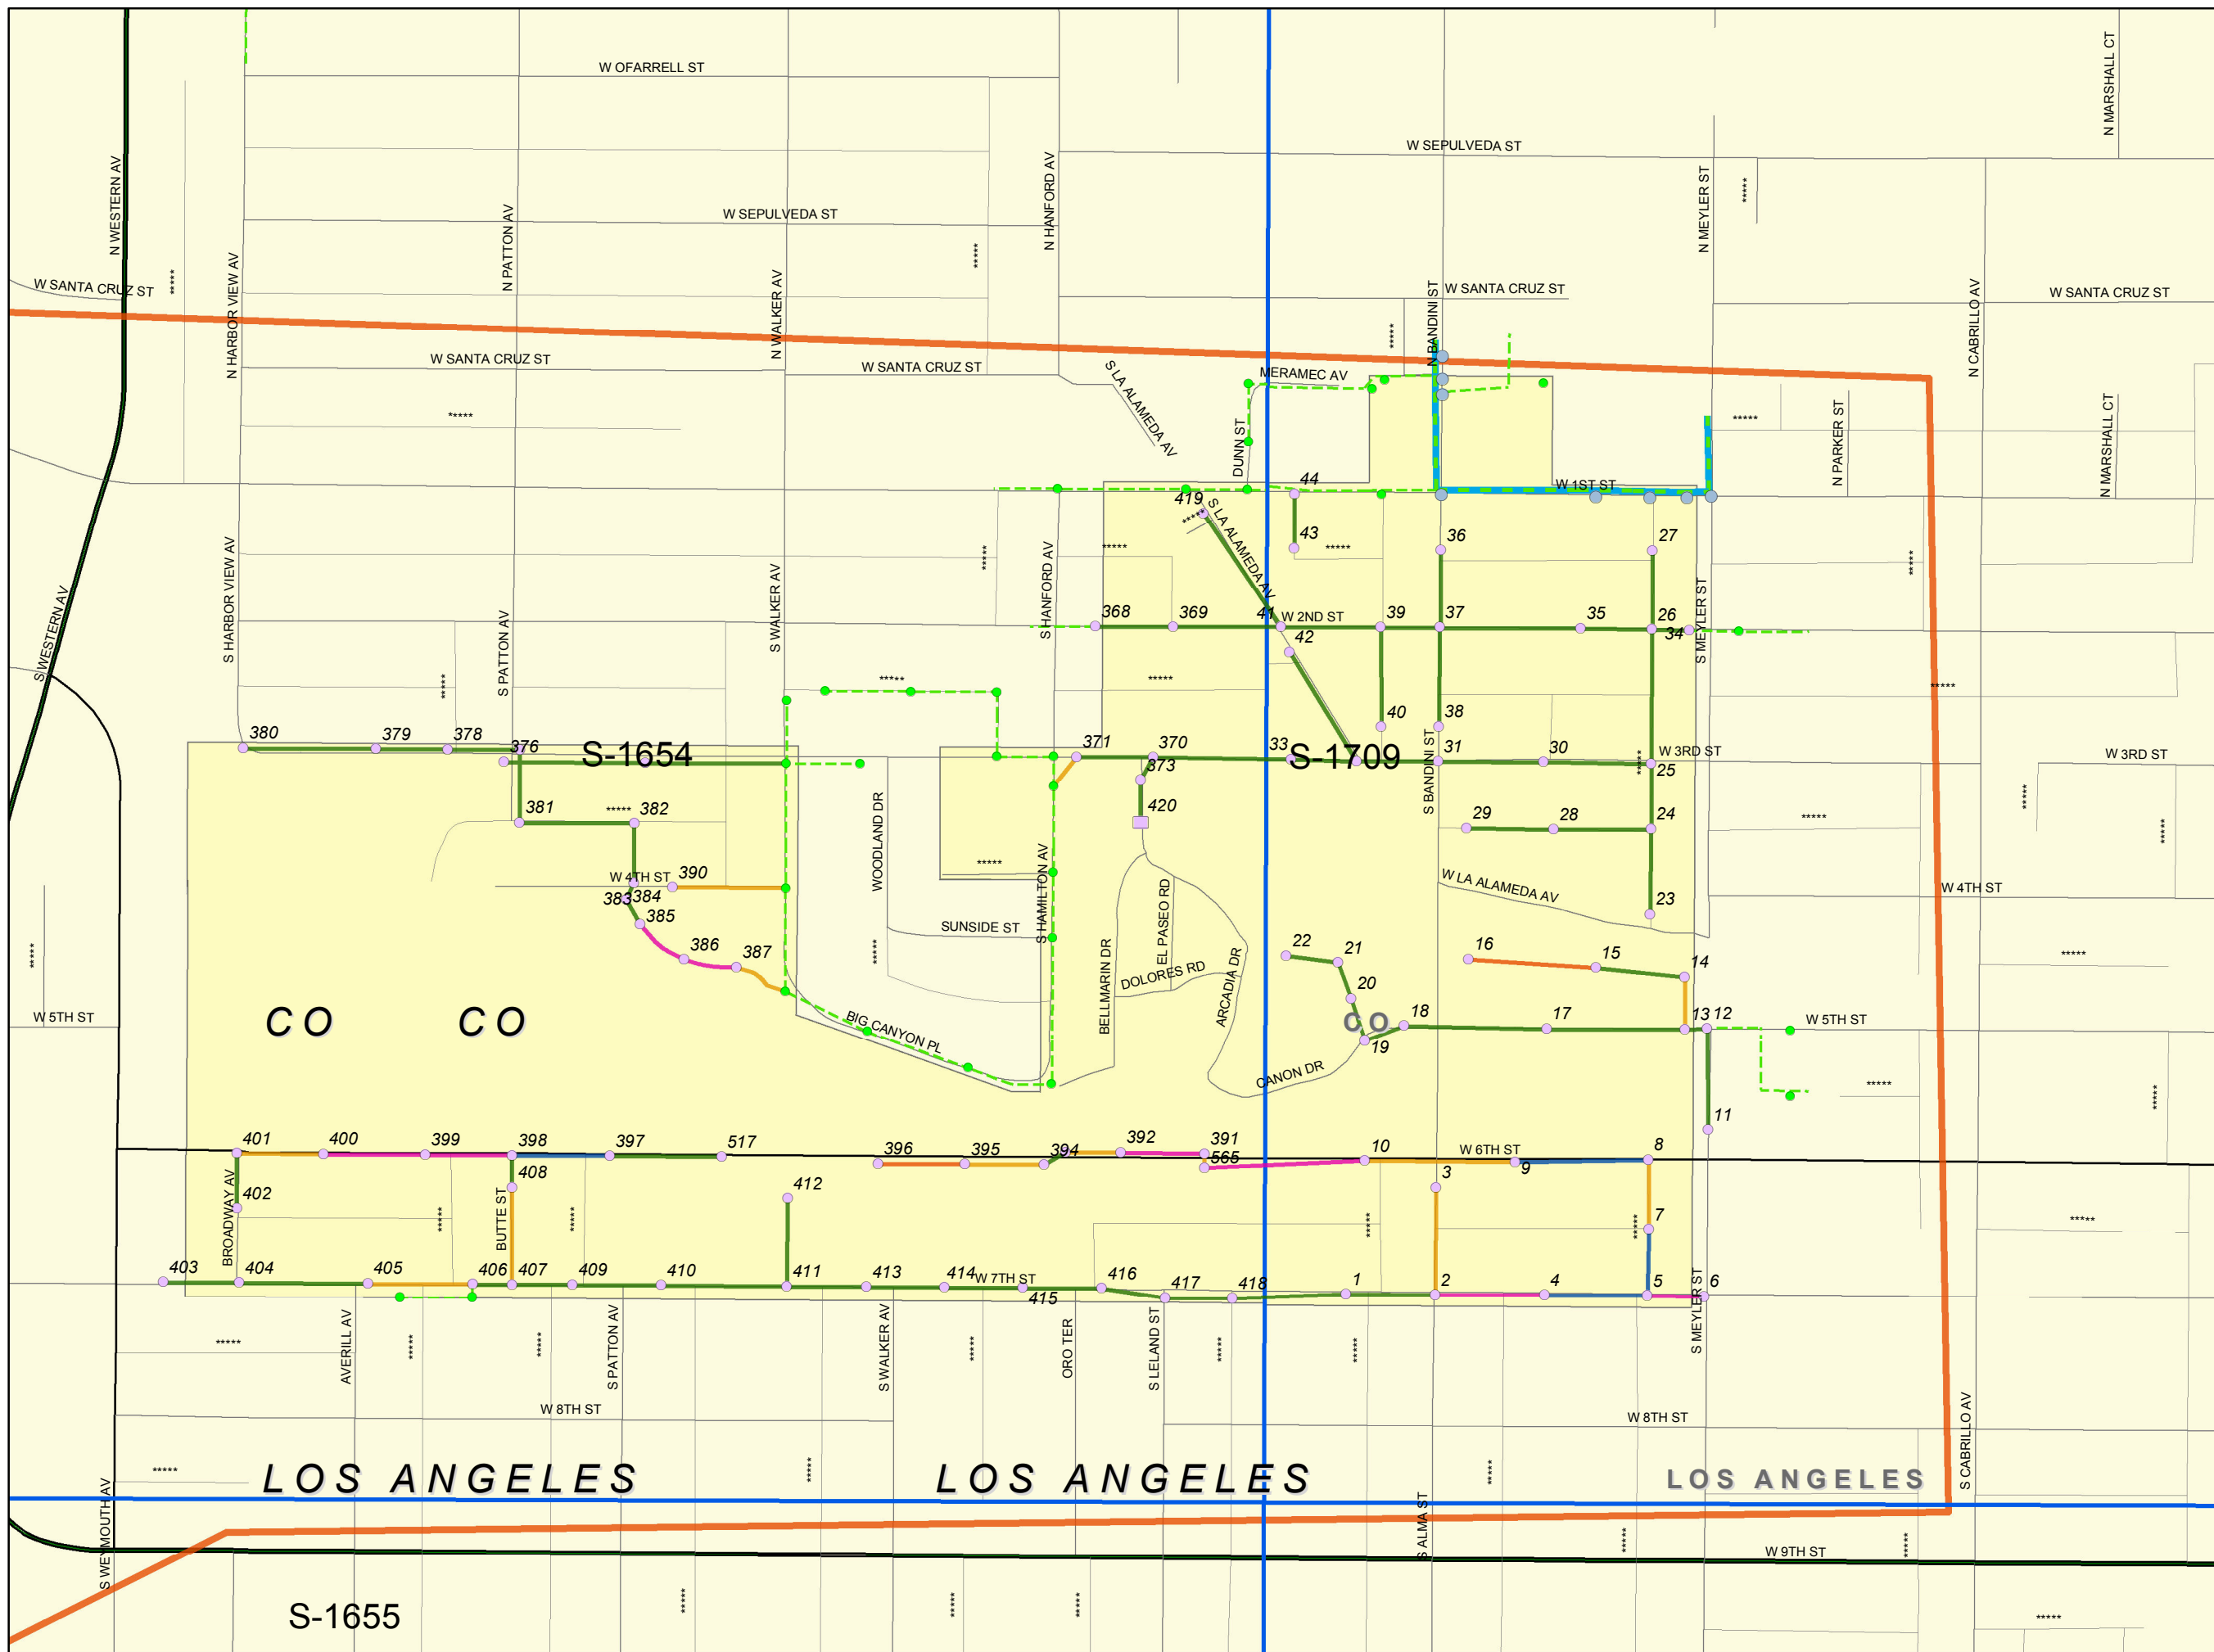 N MARSHALL CT
W OFARRELL ST
W SEPULVEDA ST
N WESTERN AV
N HANFORD AV
N MEYLER ST
*****
N PATTON AV
W SEPULVEDA ST
*****
N HARBOR VIEW AV
*****
N WALKER AV
W SANTA CRUZ ST
N BANDINI ST
W SANTA CRUZ ST
N CABRILLO AV
W SANTA CRUZ ST
*****
W SANTA CRUZ ST
W SANTA CRUZ ST
S LA ALAMEDA AV
MERAMEC AV
*****
*****
DUNN ST
N PARKER ST
N MARSHALL CT
44
W 1ST ST
419
*****
S LA ALAMEDA AV
S WESTERN AV
S HARBOR VIEW AV
S PATTON AV
S WALKER AV
*****
S HANFORD AV
*****
43
*****
36
27
S MEYLER ST
*****
368
369
41
W 2ND ST
39
37
35
26
34
42
*****
*****
*****
*****
380
379
378
376
S-1654
371
370
373
33
S-1709
40
38
31
30
W 3RD ST
25
*****
S BANDINI ST
W 3RD ST
381
*****
382
WOODLAND DR
420
29
28
24
*****
*****
*****
W 4TH ST
390
383
384
385
386
387
*****
S HAMILTON AV
SUNSIDE ST
*****
EL PASEO RD
BELLMARIN DR
DOLORES RD
ARCADIA DR
W LA ALAMEDA AV
23
W 4TH ST
*****
22
21
20
16
15
14
*****
W 5TH ST
CO
CO
BIG CANYON PL
CO
18
19
17
13
12
W 5TH ST
CANON DR
*****
*****
11
401
400
399
398
397
517
396
395
394
392
391
565
10
W 6TH ST
9
8
402
408
412
3
7
BROADWAY AV
*****
BUTTE ST
*****
*****
*****
*****
403
404
405
406
407
409
410
411
413
414
W 7TH ST
415
416
417
418
1
2
4
5
6
S MEYLER ST
*****
AVERILL AV
*****
*****
S PATTON AV
S WALKER AV
*****
ORO TER
S LELAND ST
*****
*****
W 8TH ST
W 8TH ST
*****
*****
*****
LOS ANGELES
LOS ANGELES
LOS ANGELES
S CABRILLO AV
S WEYMOUTH AV
S ALMA ST
*****
*****
W 9TH ST
S-1655
*****
*****
*****
*****